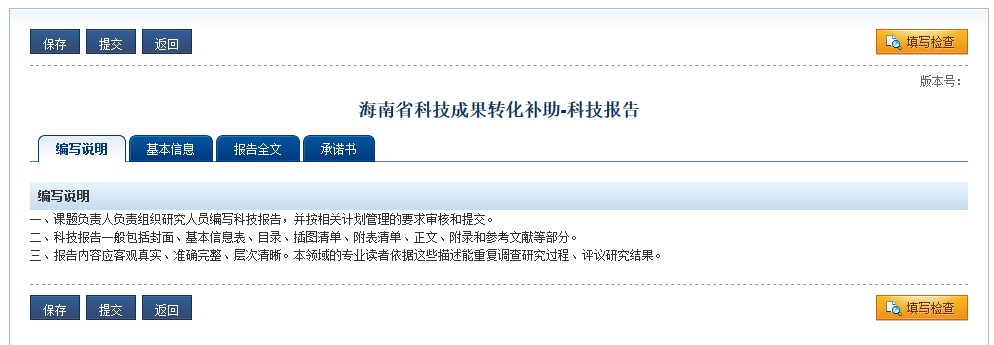 保存 提交 返回 填写检查
版本号：
海南省科技成果转化补助-科技报告
编写说明 基本信息 报告全文 承诺书
编写说明
一、课题负责人负责组织研究人员编写科技报告，并按相关计划管理的要求审核和提交。
二、科技报告一般包括封面、基本信息表、目录、插图清单、附表清单、正文、附录和参考文献等部分。
三、报告内容应客观真实、准确完整、层次清晰。本领域的专业读者依据这些描述能重复调查研究过程、评议研究结果。
保存 提交 返回 填写检查